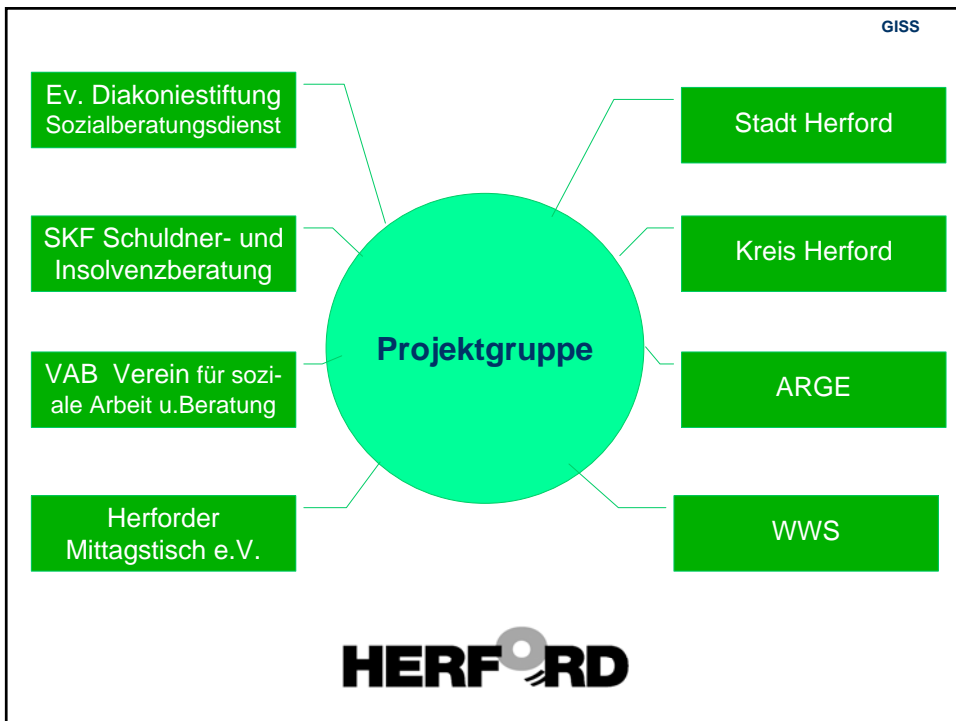 GISS
Ev. Diakoniestiftung
Sozialberatungsdienst
SKF Schuldner- und
Insolvenzberatung
VAB Verein für sozi-
ale Arbeit u.Beratung
Herforder
Mittagstisch e.V.
Projektgruppe
Stadt Herford
Kreis Herford
ARGE
WWS
HERFORD